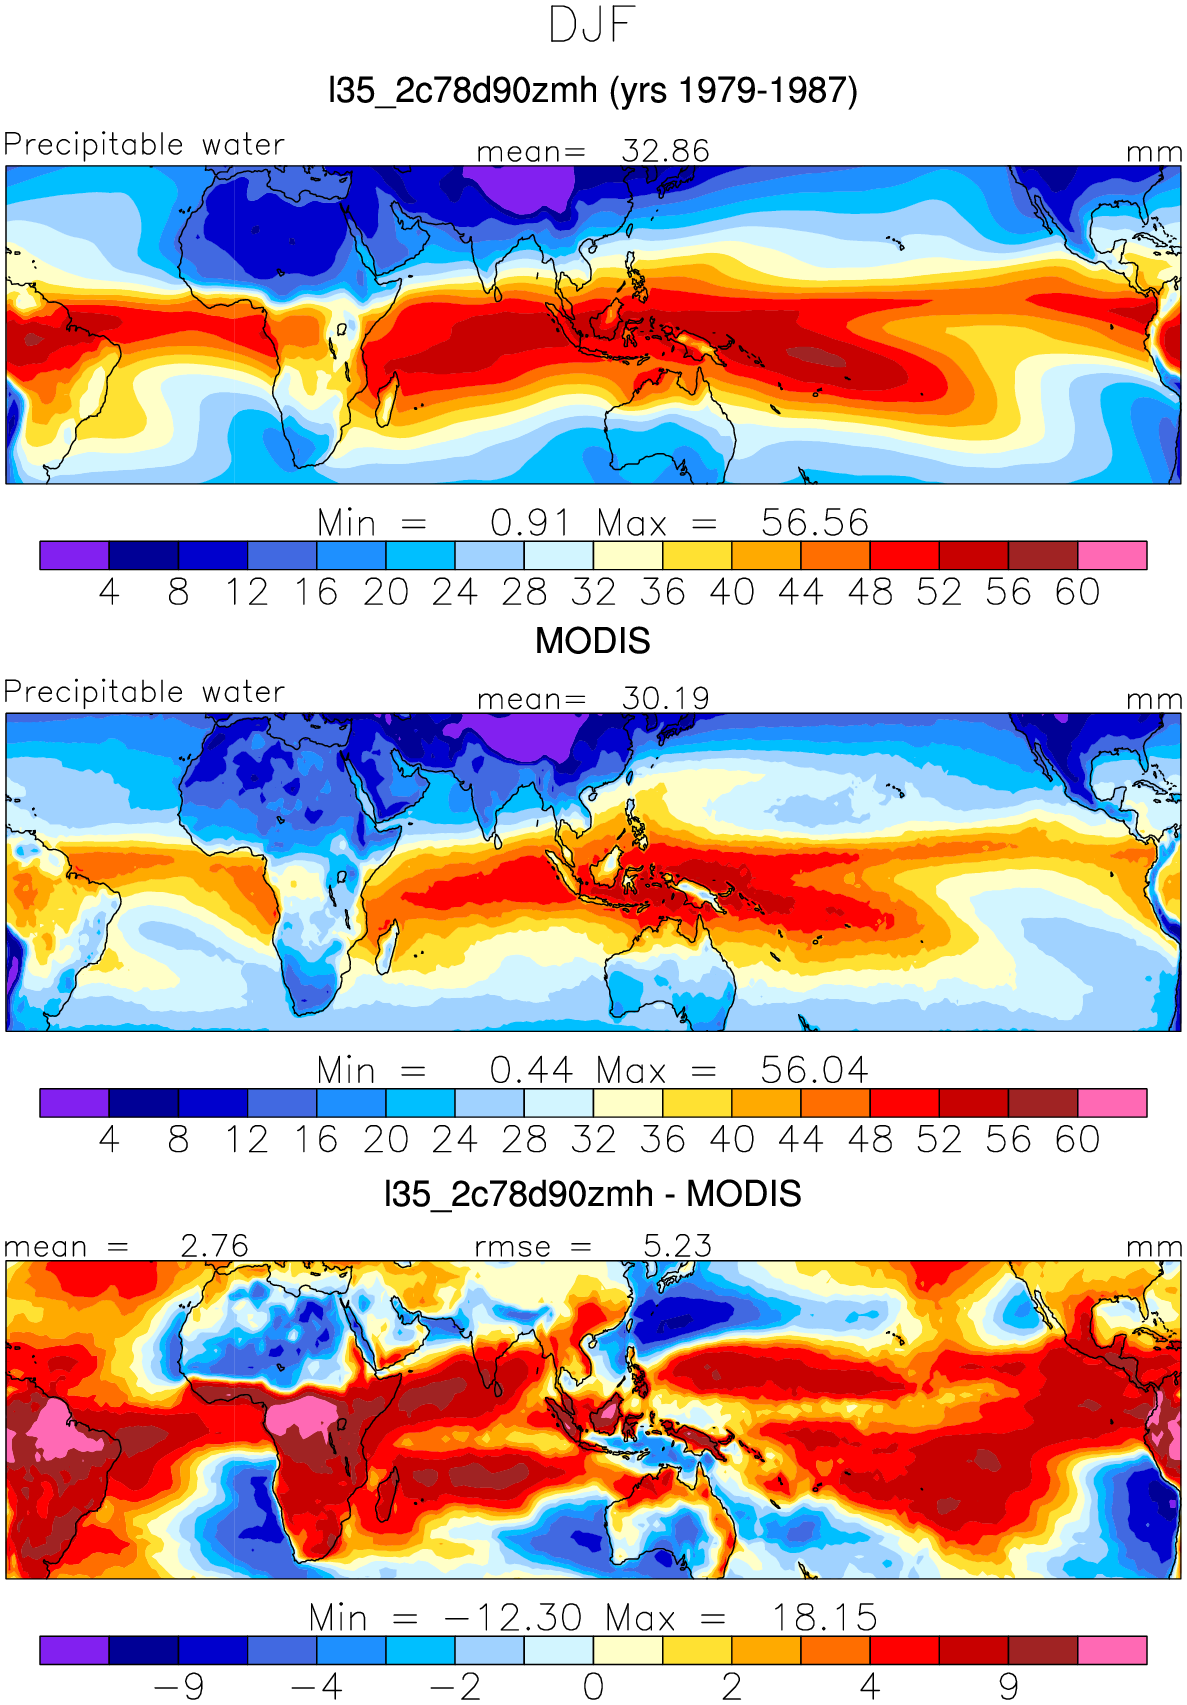 DJF
l35_2c78d90zmh (yrs 1979-1987)
Precipitable water mean= 32.86 mm
Min = 0.91 Max = 56.56
4 8 12 16 20 24 28 32 36 40 44 48 52 56 60
MODIS
Precipitable water mean= 30.19 mm
Min = 0.44 Max = 56.04
4 8 12 16 20 24 28 32 36 40 44 48 52 56 60
l35_2c78d90zmh - MODIS
mean = 2.76 rmse = 5.23 mm
Min = −12.30 Max = 18.15
−9 −4 −2 0 2 4 9